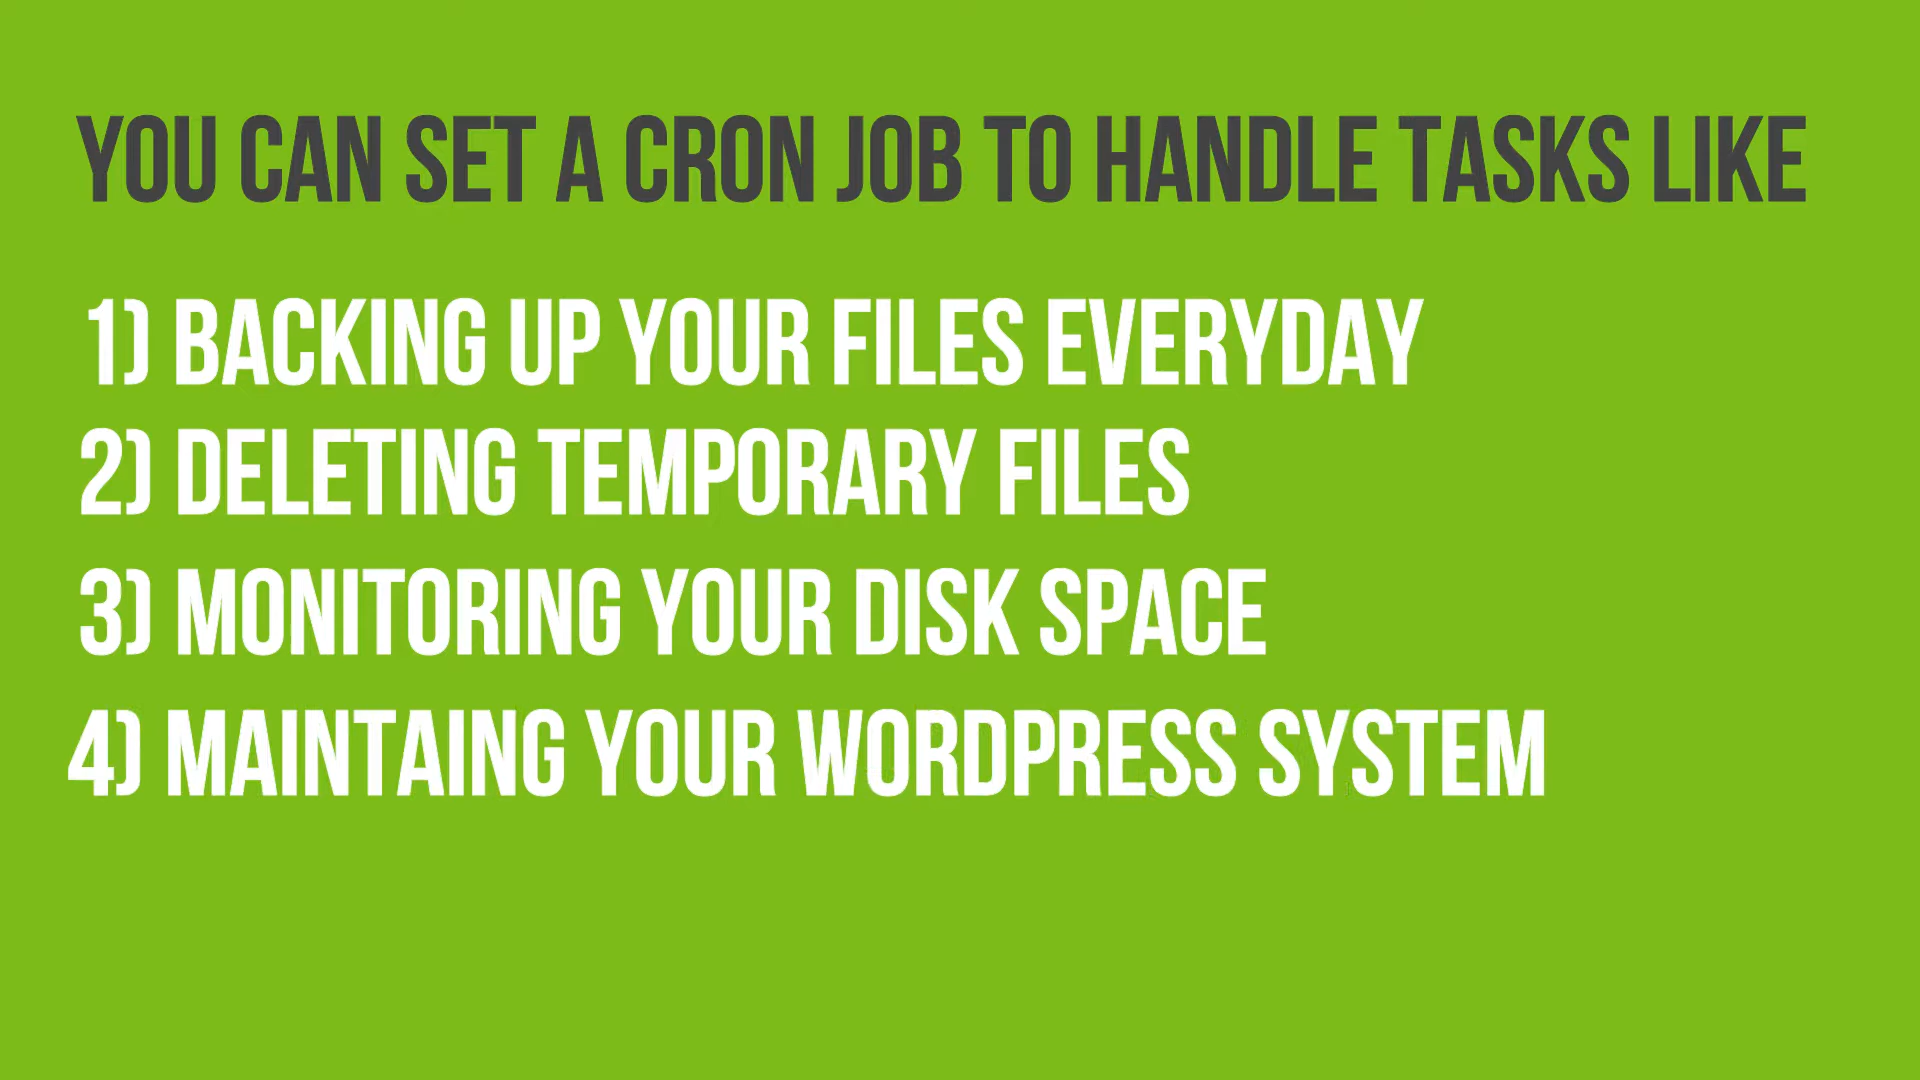 YOU CAN SET A CRON JOB TO HANDLE TASKS LIKE
1) BACKING UP YOUR FILES EVERYDAY
2) DELETING TEMPORARY FILES
3) MONITORING YOUR DISK SPACE
4) MAINTAING YOUR WORDPRESS SYSTEM